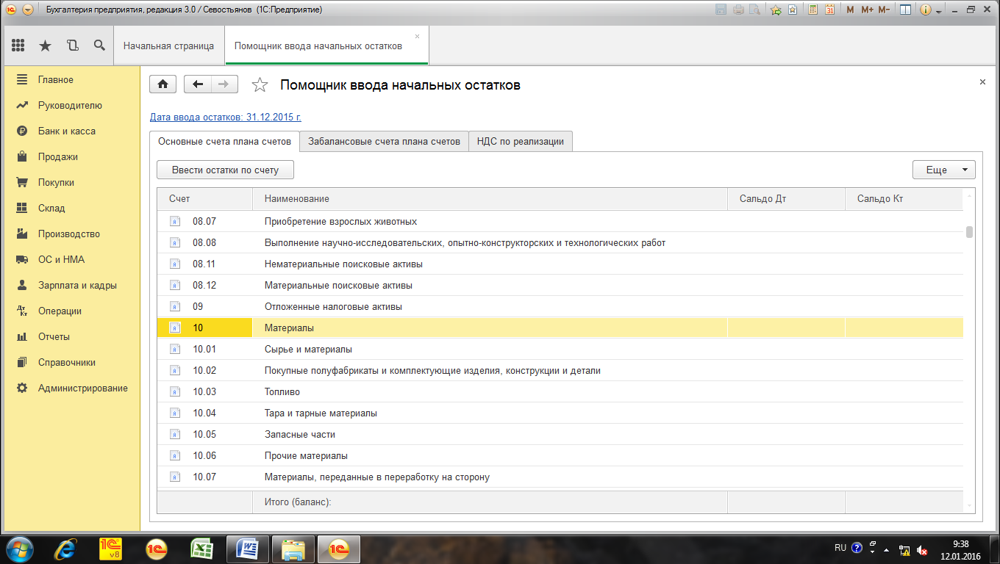 Бухгалтерия предприятия, редакция 3.0 / Севостьянов (1С:Предприятие)
M M+ M-
Начальная страница
Помощник ввода начальных остатков
Главное
Руководителю
Банк и касса
Продажи
Покупки
Склад
Производство
ОС и НМА
Зарплата и кадры
Операции
Отчеты
Справочники
Администрирование
Помощник ввода начальных остатков
Дата ввода остатков: 31.12.2015 г.
Основные счета плана счетов
Забалансовые счета плана счетов
НДС по реализации
Ввести остатки по счету
Еще
Счет Наименование Сальдо Дт Сальдо Кт
08.07 Приобретение взрослых животных
08.08 Выполнение научно-исследовательских, опытно-конструкторских и технологических работ
08.11 Нематериальные поисковые активы
08.12 Материальные поисковые активы
09 Отложенные налоговые активы
10 Материалы
10.01 Сырье и материалы
10.02 Покупные полуфабрикаты и комплектующие изделия, конструкции и детали
10.03 Топливо
10.04 Тара и тарные материалы
10.05 Запасные части
10.06 Прочие материалы
10.07 Материалы, переданные в переработку на сторону
Итого (баланс):
RU
9:38
12.01.2016